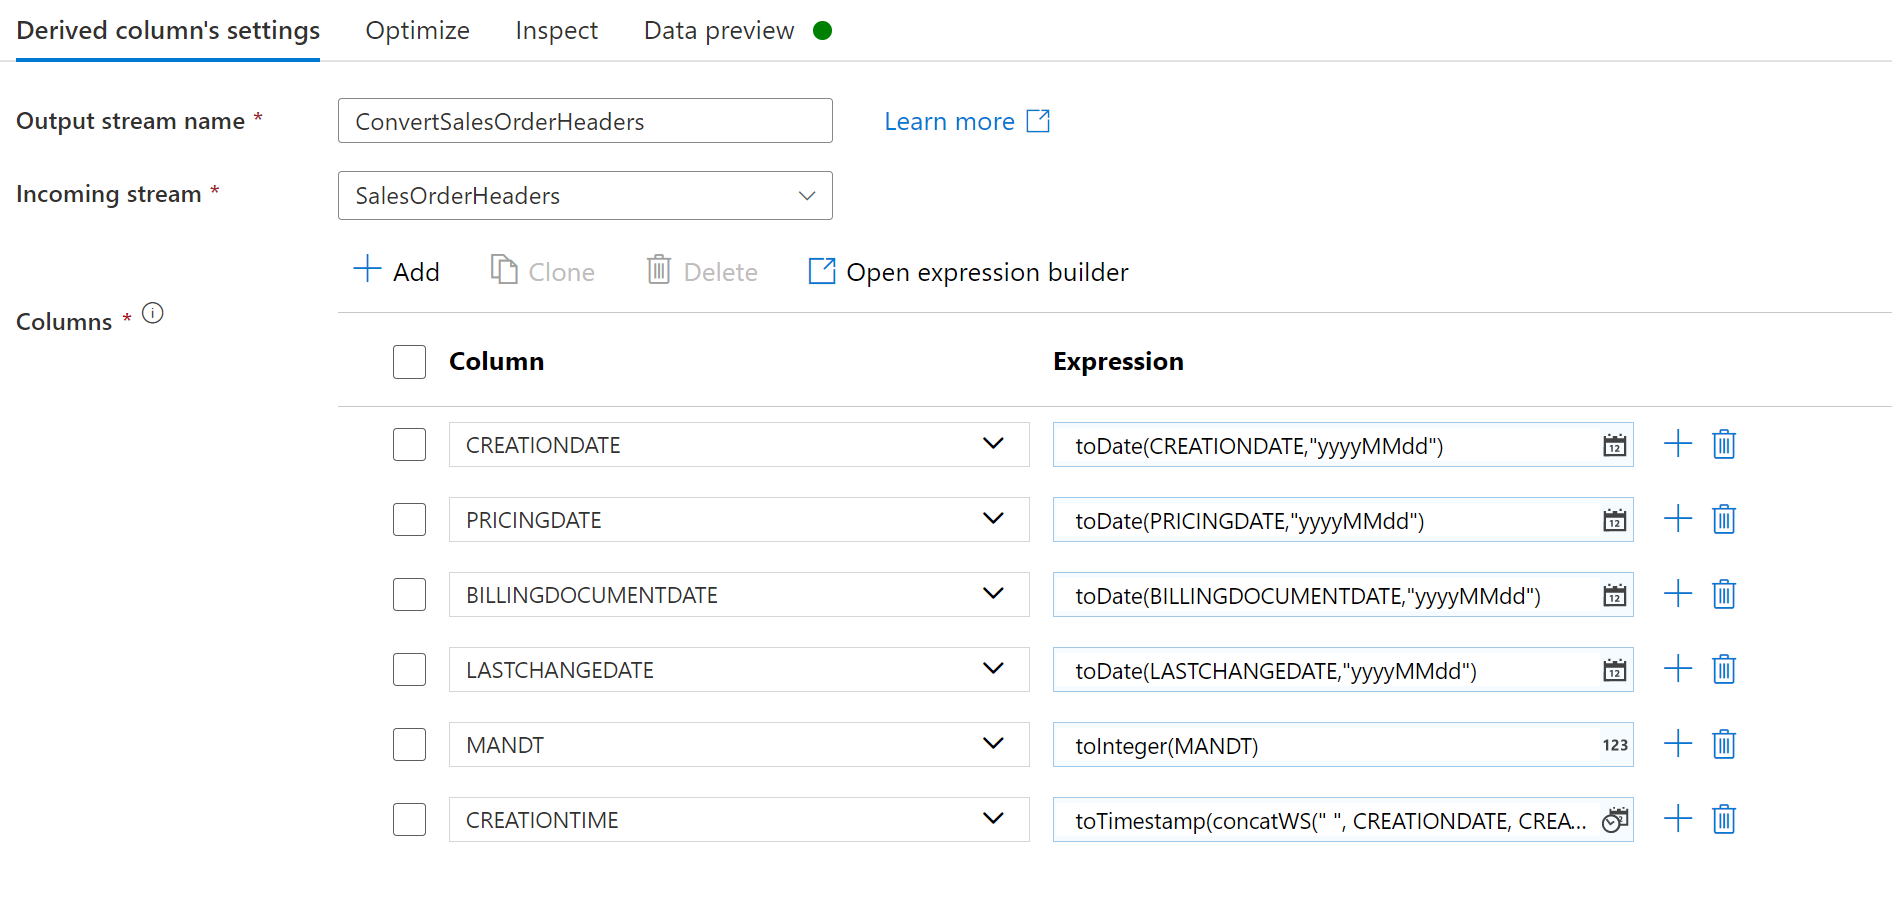 Derived column's settings Optimize Inspect Data preview
Output stream name * ConvertSalesOrderHeaders Learn more
Incoming stream * SalesOrderHeaders
Add Clone Delete Open expression builder
Columns *
Column Expression
CREATIONDATE toDate(CREATIONDATE,"yyyyMMdd")
PRICINGDATE toDate(PRICINGDATE,"yyyyMMdd")
BILLINGDOCUMENTDATE toDate(BILLINGDOCUMENTDATE,"yyyyMMdd")
LASTCHANGEDATE toDate(LASTCHANGEDATE,"yyyyMMdd")
MANDT toInteger(MANDT) 123
CREATIONTIME toTimestamp(concatWS(" ", CREATIONDATE, CREA...